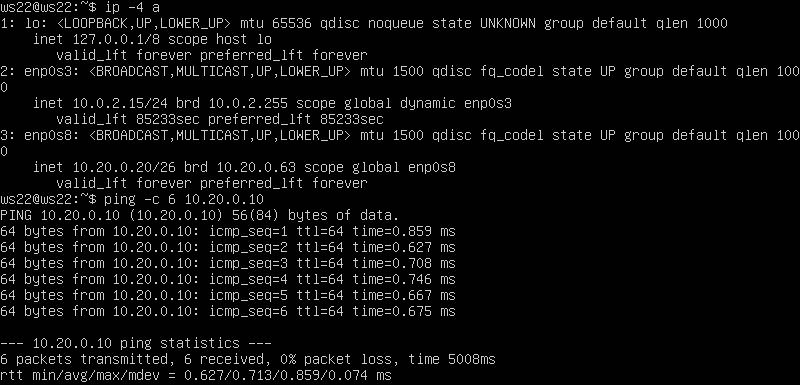 ws22@ws22:~$ ip -4 a
1: lo: <LOOPBACK,UP,LOWER_UP> mtu 65536 qdisc noqueue state UNKNOWN group default qlen 1000
    inet 127.0.0.1/8 scope host lo
       valid_lft forever preferred_lft forever
2: enp0s3: <BROADCAST,MULTICAST,UP,LOWER_UP> mtu 1500 qdisc fq_codel state UP group default qlen 100
0
    inet 10.0.2.15/24 brd 10.0.2.255 scope global dynamic enp0s3
       valid_lft 85233sec preferred_lft 85233sec
3: enp0s8: <BROADCAST,MULTICAST,UP,LOWER_UP> mtu 1500 qdisc fq_codel state UP group default qlen 100
0
    inet 10.20.0.20/26 brd 10.20.0.63 scope global enp0s8
       valid_lft forever preferred_lft forever
ws22@ws22:~$ ping -c 6 10.20.0.10
PING 10.20.0.10 (10.20.0.10) 56(84) bytes of data.
64 bytes from 10.20.0.10: icmp_seq=1 ttl=64 time=0.859 ms
64 bytes from 10.20.0.10: icmp_seq=2 ttl=64 time=0.627 ms
64 bytes from 10.20.0.10: icmp_seq=3 ttl=64 time=0.708 ms
64 bytes from 10.20.0.10: icmp_seq=4 ttl=64 time=0.746 ms
64 bytes from 10.20.0.10: icmp_seq=5 ttl=64 time=0.667 ms
64 bytes from 10.20.0.10: icmp_seq=6 ttl=64 time=0.675 ms

--- 10.20.0.10 ping statistics ---
6 packets transmitted, 6 received, 0% packet loss, time 5008ms
rtt min/avg/max/mdev = 0.627/0.713/0.859/0.074 ms